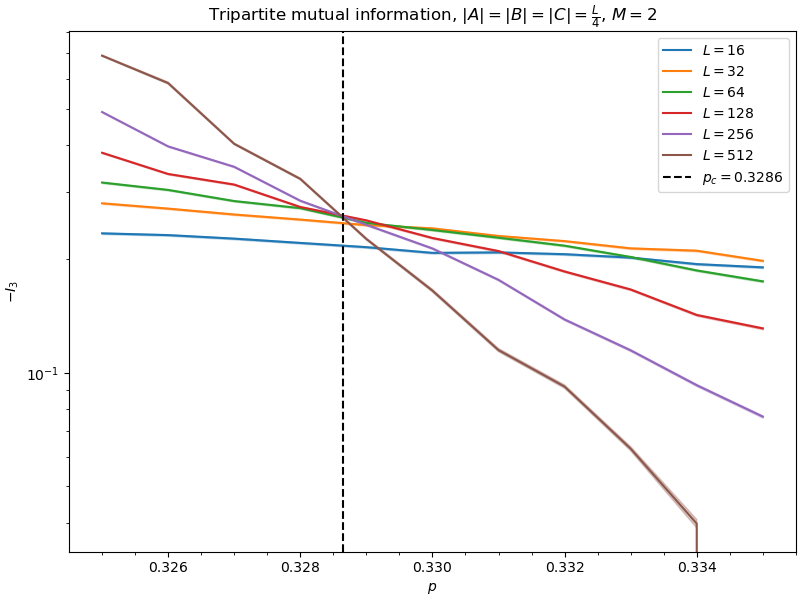 Tripartite mutual information, $|A| = |B| = |C| = \frac{L}{4}$, $M = 2$
$-I_3$
$10^{-1}$
$L = 16$
$L = 32$
$L = 64$
$L = 128$
$L = 256$
$L = 512$
$p_c = 0.3286$
0.326 0.328 0.330 0.332 0.334
$p$